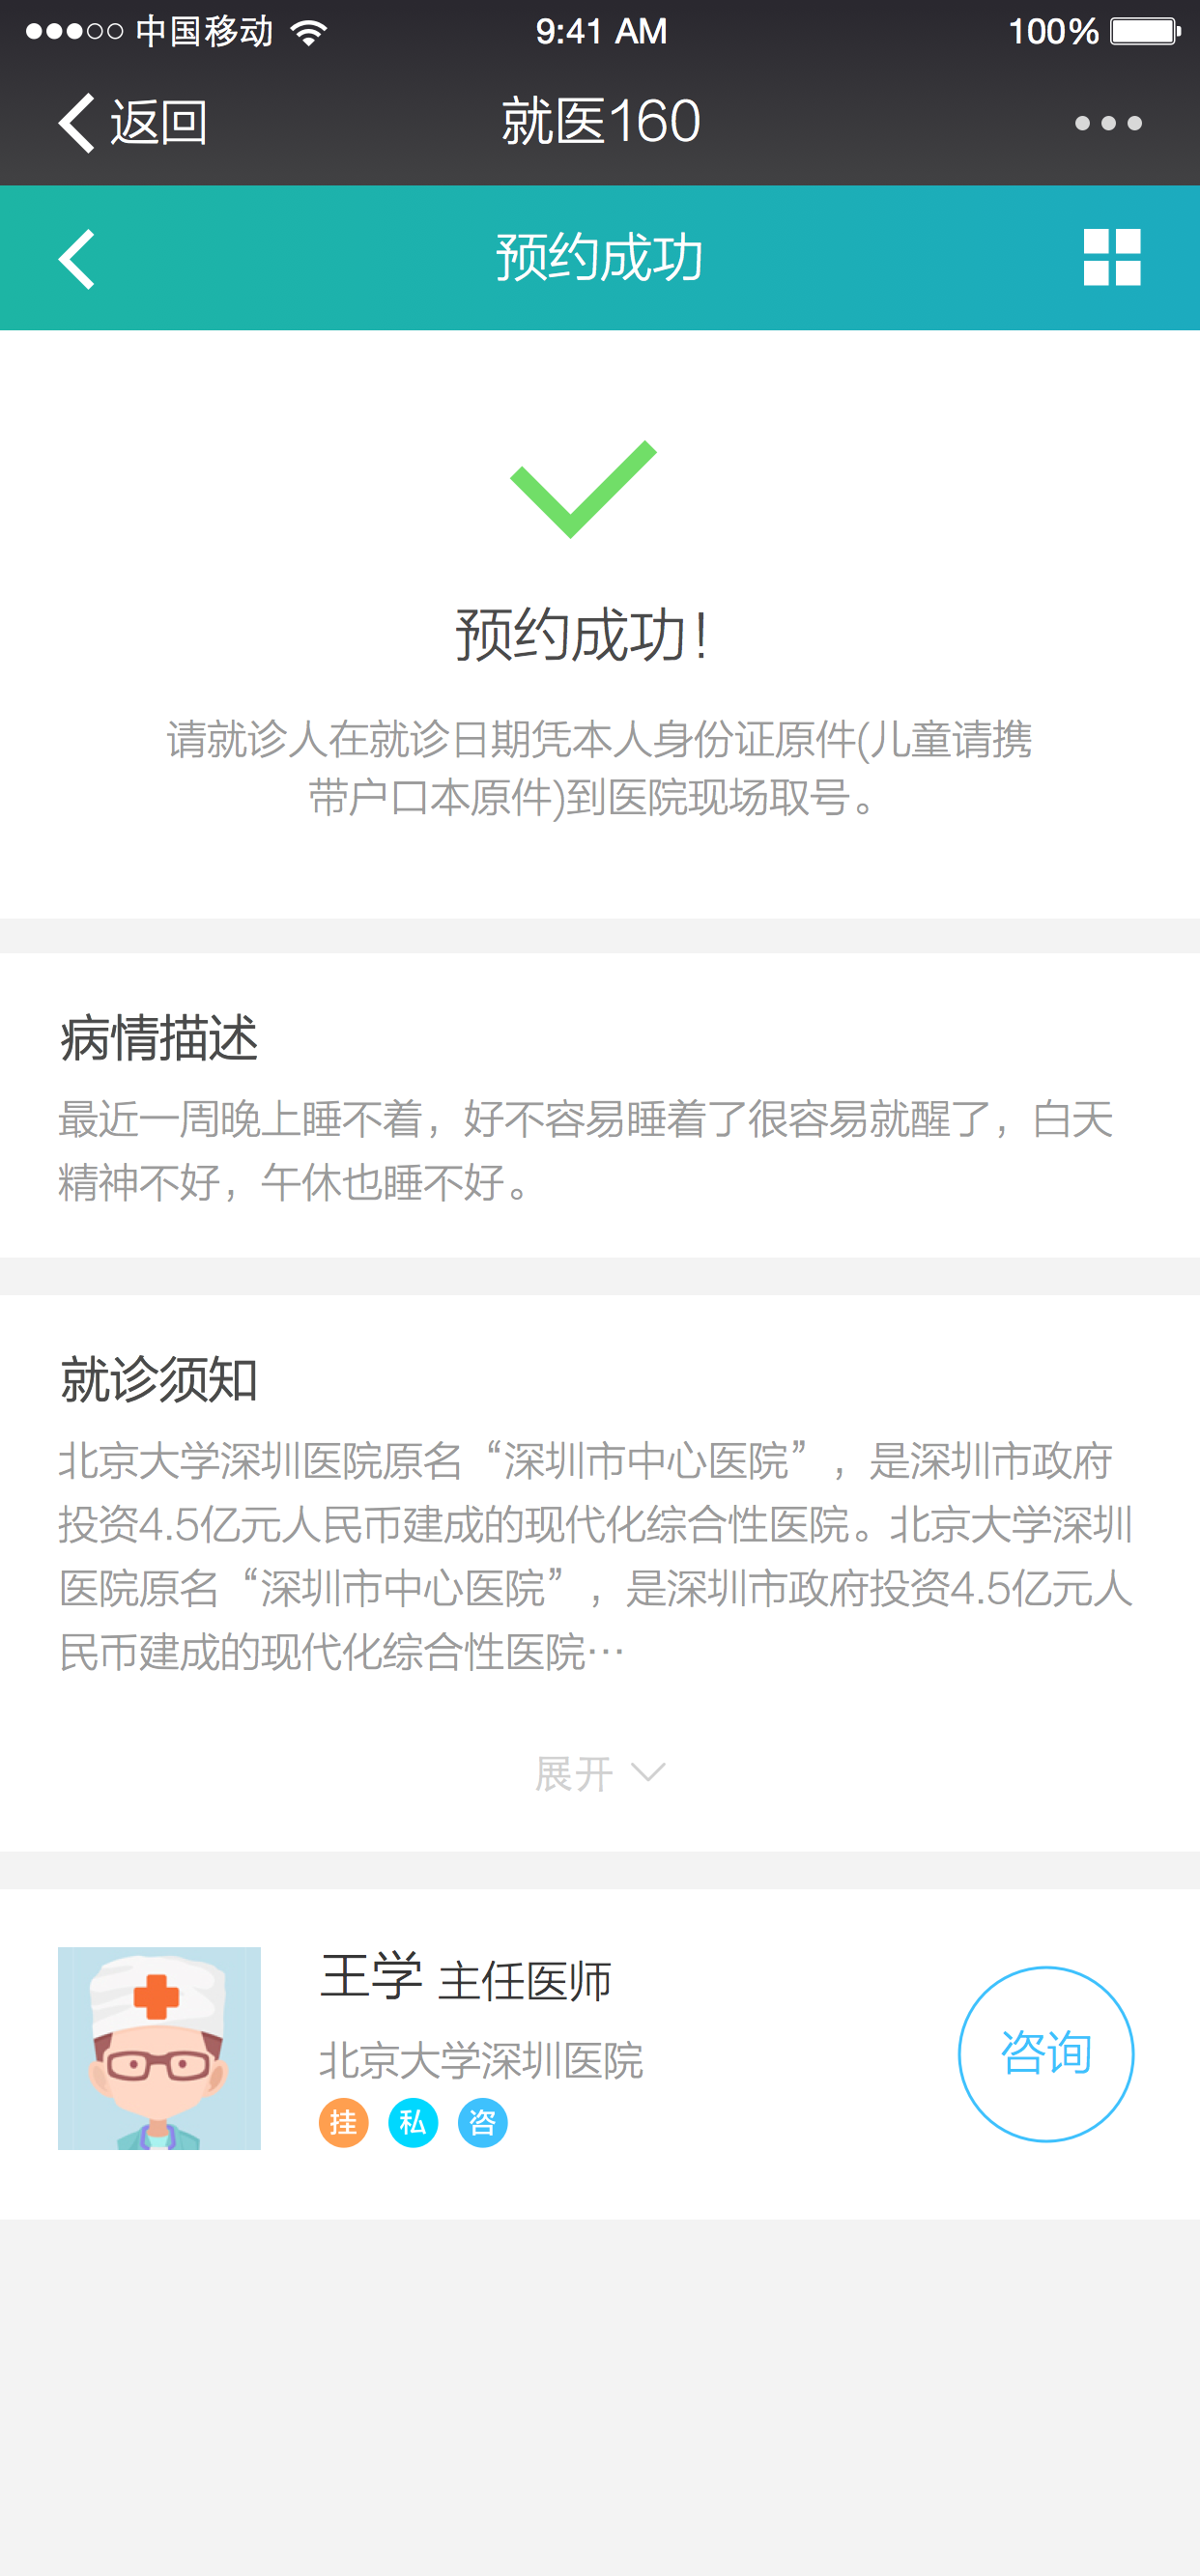 中国移动 9:41 AM 100%
返回 就医160
预约成功
预约成功!
请就诊人在就诊日期凭本人身份证原件(儿童请携
带户口本原件)到医院现场取号。
病情描述
最近一周晚上睡不着，好不容易睡着了很容易就醒了，白天
精神不好，午休也睡不好。
就诊须知
北京大学深圳医院原名“深圳市中心医院”，是深圳市政府
投资4.5亿元人民币建成的现代化综合性医院。北京大学深圳
医院原名“深圳市中心医院”，是深圳市政府投资4.5亿元人
民币建成的现代化综合性医院…
展开
王学 主任医师
北京大学深圳医院
挂 私 咨
咨询